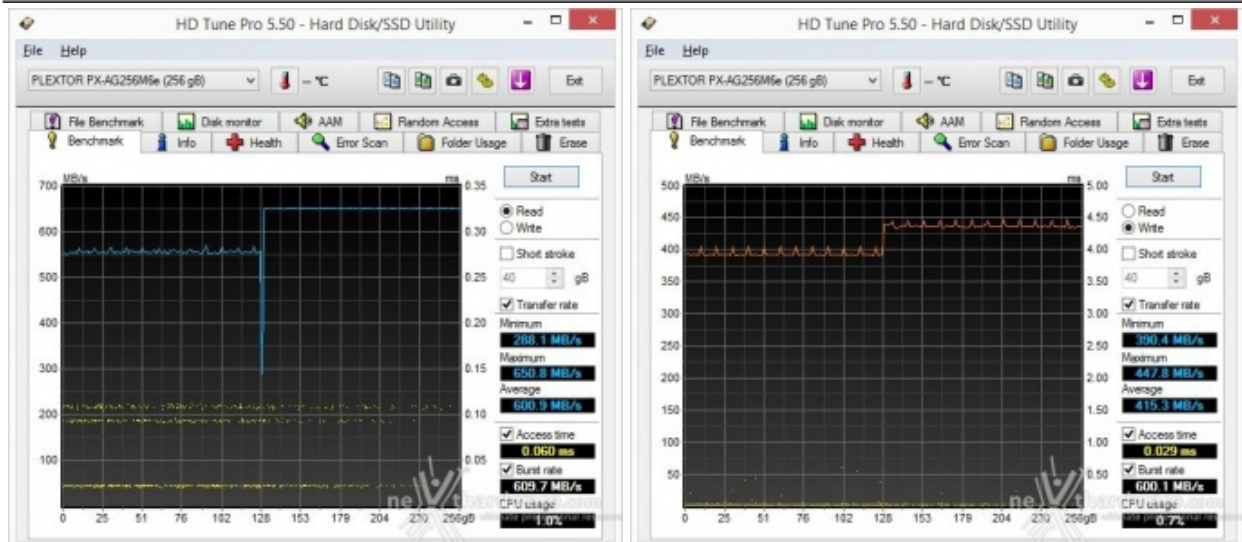 HD Tune Pro 5.50 - Hard Disk/SSD Utility
File Help
PLEXTOR PX-AG256M6e (256 gB)
– °C
Exit
File Benchmark Disk monitor AAM Random Access Extra tests
Benchmark Info Health Error Scan Folder Usage Erase
MB/s
ms
700
600
500
400
300
200
100
0.35
0.30
0.25
0.20
0.15
0.10
0.05
0 25 51 76 102 128 153 179 204 230 256gB
Start
Read
Write
Short stroke
40 gB
Transfer rate
Minimum
288.1 MB/s
Maximum
650.8 MB/s
Average
600.9 MB/s
Access time
0.060 ms
Burst rate
609.7 MB/s
CPU usage
1.0%
HD Tune Pro 5.50 - Hard Disk/SSD Utility
File Help
PLEXTOR PX-AG256M6e (256 gB)
– °C
Exit
File Benchmark Disk monitor AAM Random Access Extra tests
Benchmark Info Health Error Scan Folder Usage Erase
MB/s
ms
500
450
400
350
300
250
200
150
100
50
5.00
4.50
4.00
3.50
3.00
2.50
2.00
1.50
1.00
0.50
0 25 51 76 102 128 153 179 204 230 256gB
Start
Read
Write
Short stroke
40 gB
Transfer rate
Minimum
390.4 MB/s
Maximum
447.8 MB/s
Average
415.3 MB/s
Access time
0.029 ms
Burst rate
600.1 MB/s
CPU usage
0.7%